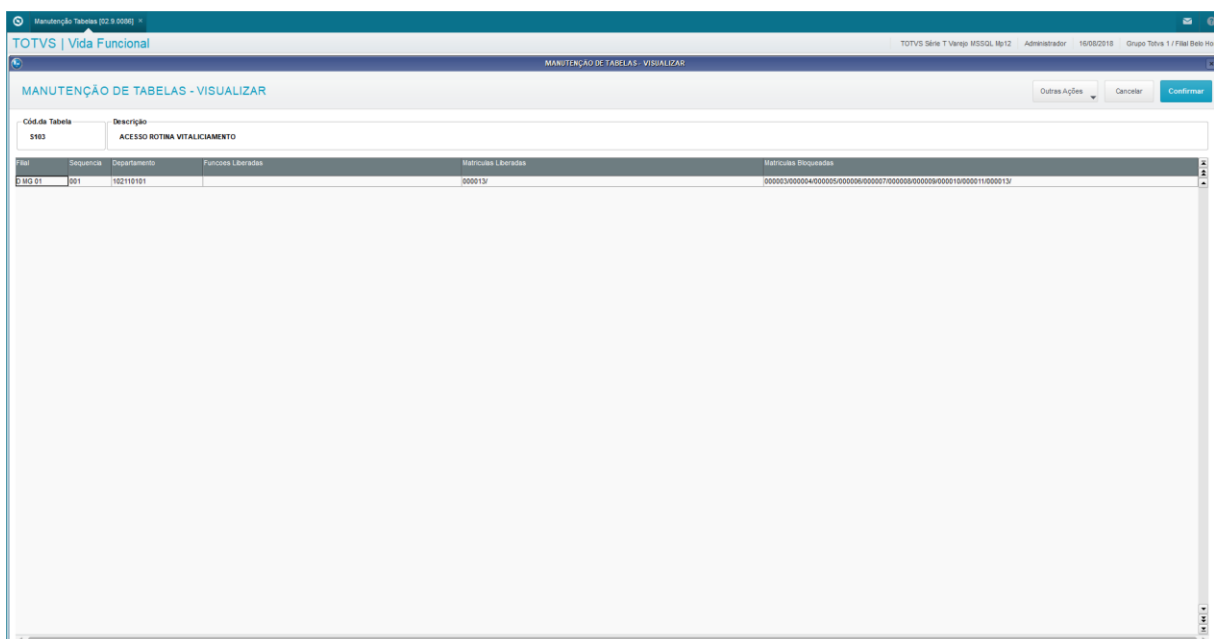 Manutenção Tabelas [02.9.0086] ×
TOTVS | Vida Funcional
TOTVS Série T Varejo MSSQL Mp12 Administrador 16/08/2018 Grupo Totvs 1 / Filial Belo Ho
MANUTENÇÃO DE TABELAS - VISUALIZAR
MANUTENÇÃO DE TABELAS - VISUALIZAR
Outras Ações Cancelar Confirmar
Cód.da Tabela Descrição
S103 ACESSO ROTINA VITALICIAMENTO
Filial Sequencia Departamento Funcoes Liberadas Matriculas Liberadas Matriculas Bloqueadas
D MG 01 001 102110101 000013/ 000003/000004/000005/000006/000007/000008/000009/000010/000011/000013/